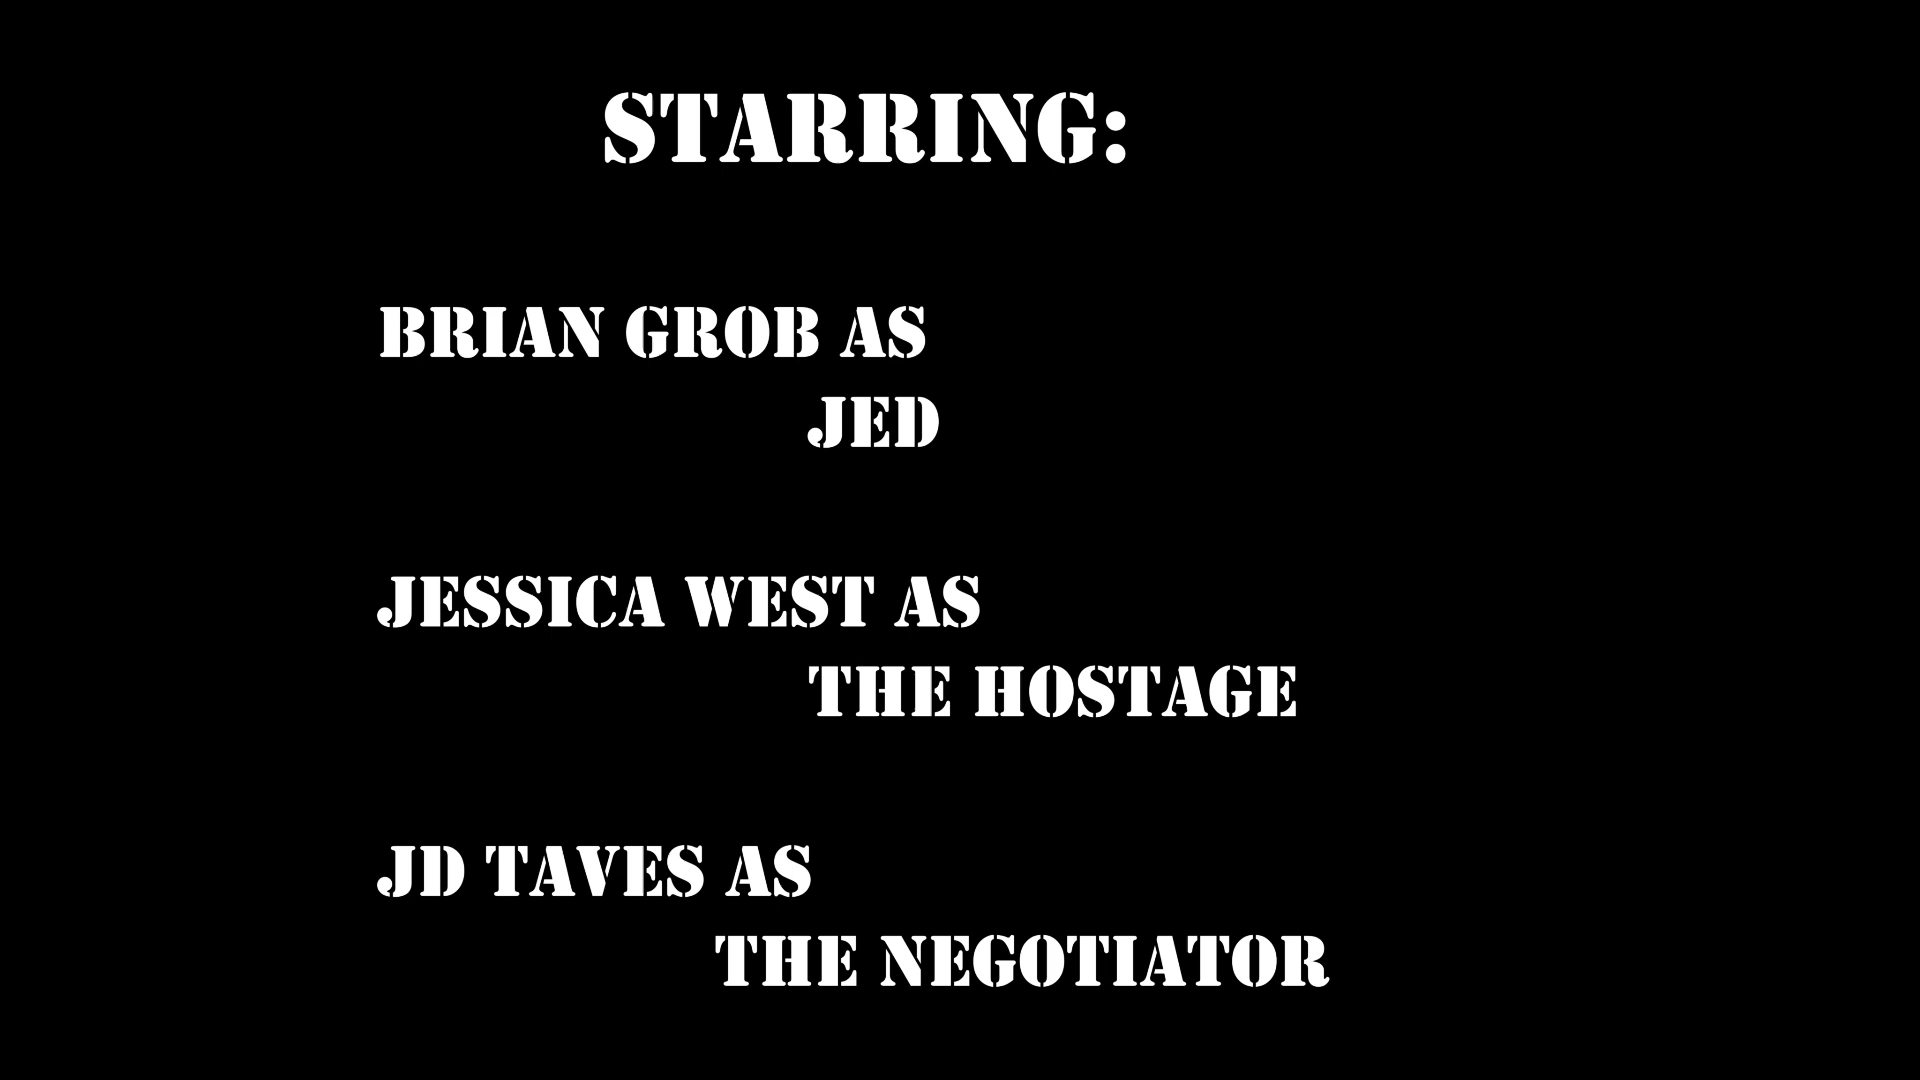 STARRING:
BRIAN GROB AS
JED
JESSICA WEST AS
THE HOSTAGE
JD TAVES AS
THE NEGOTIATOR